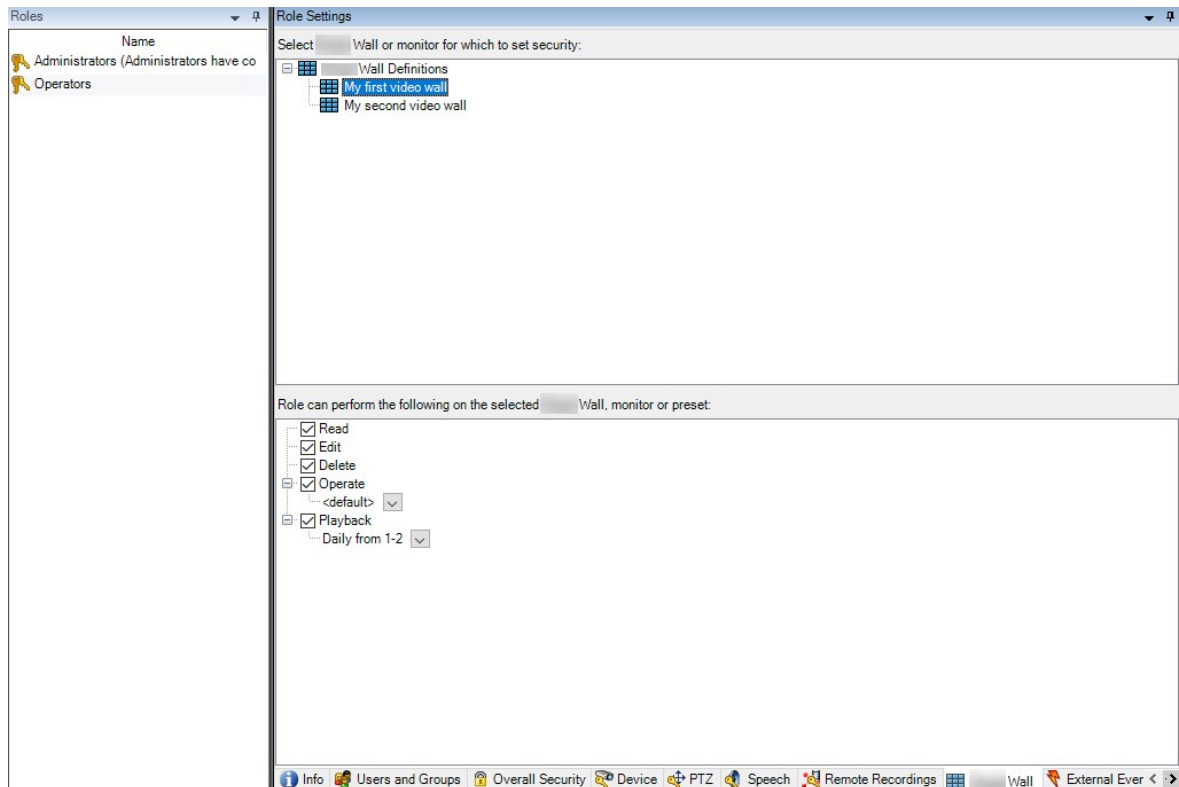 Roles
Name
Administrators (Administrators have co
Operators
Role Settings
Select Wall or monitor for which to set security:
Wall Definitions
My first video wall
My second video wall
Role can perform the following on the selected Wall, monitor or preset:
Read
Edit
Delete
Operate
<default>
Playback
Daily from 1-2
Info Users and Groups Overall Security Device PTZ Speech Remote Recordings Wall External Ever